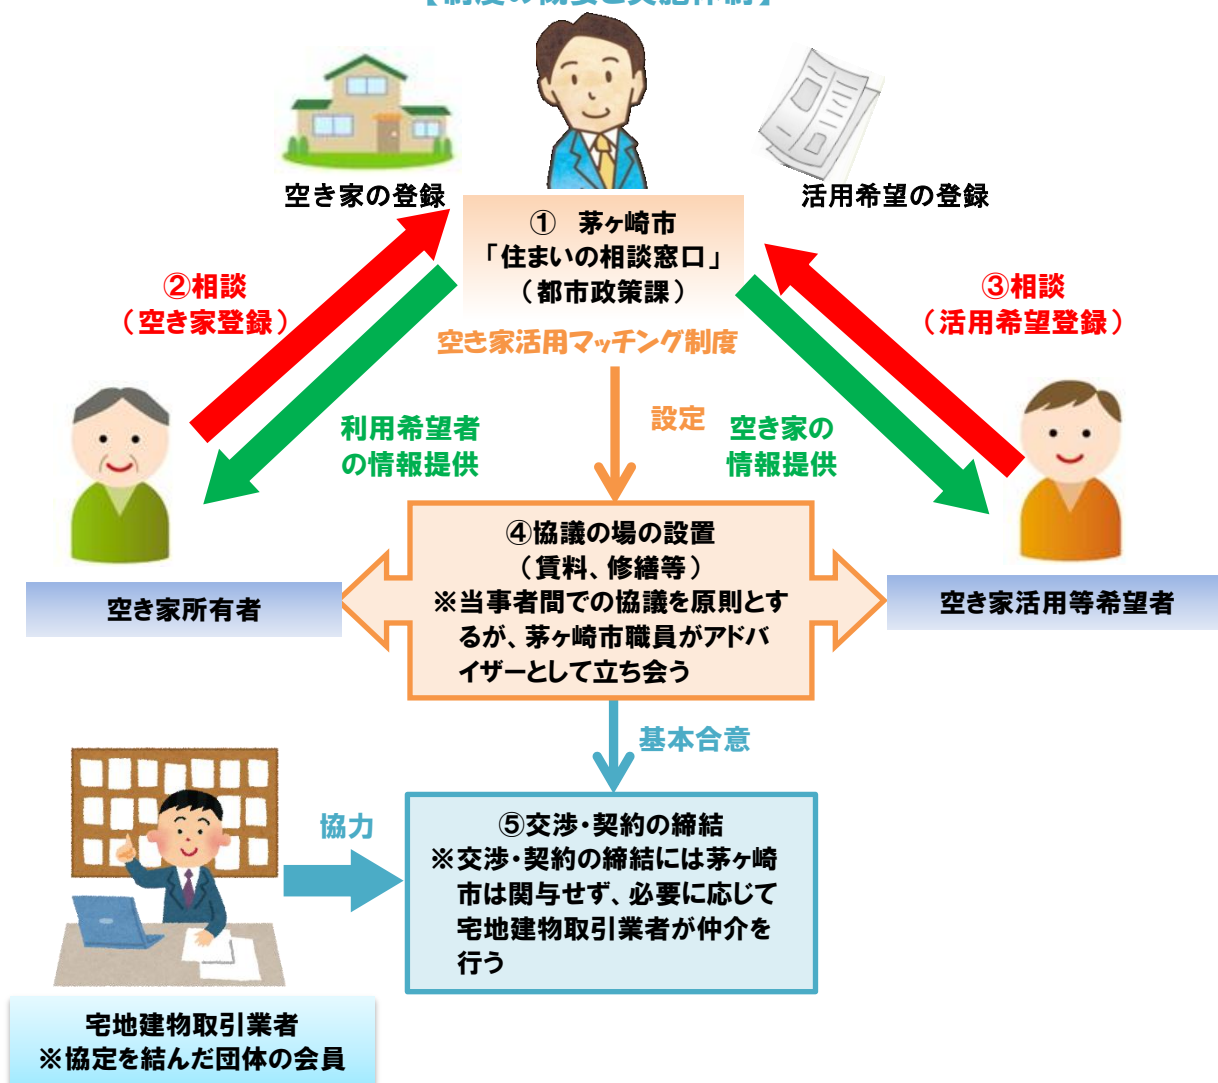 【制度の概要と実施体制】
空き家の登録
活用希望の登録
① 茅ヶ崎市
「住まいの相談窓口」
（都市政策課）
②相談
（空き家登録）
③相談
（活用希望登録）
空き家活用マッチング制度
利用希望者
の情報提供
設定
空き家の
情報提供
④協議の場の設置
（賃料、修繕等）
※当事者間での協議を原則とす
るが、茅ヶ崎市職員がアドバ
イザーとして立ち会う
空き家所有者
空き家活用等希望者
基本合意
協力
⑤交渉・契約の締結
※交渉・契約の締結には茅ヶ崎
市は関与せず、必要に応じて
宅地建物取引業者が仲介を
行う
宅地建物取引業者
※協定を結んだ団体の会員